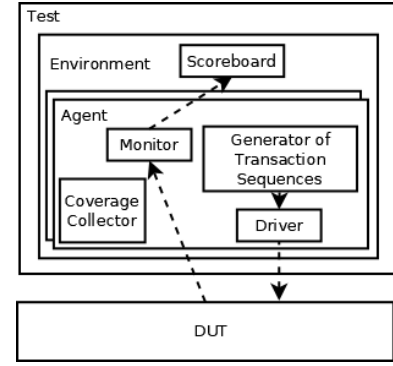 Test
Environment
Scoreboard
Agent
Monitor
Generator of
Transaction
Sequences
Coverage
Collector
Driver
DUT